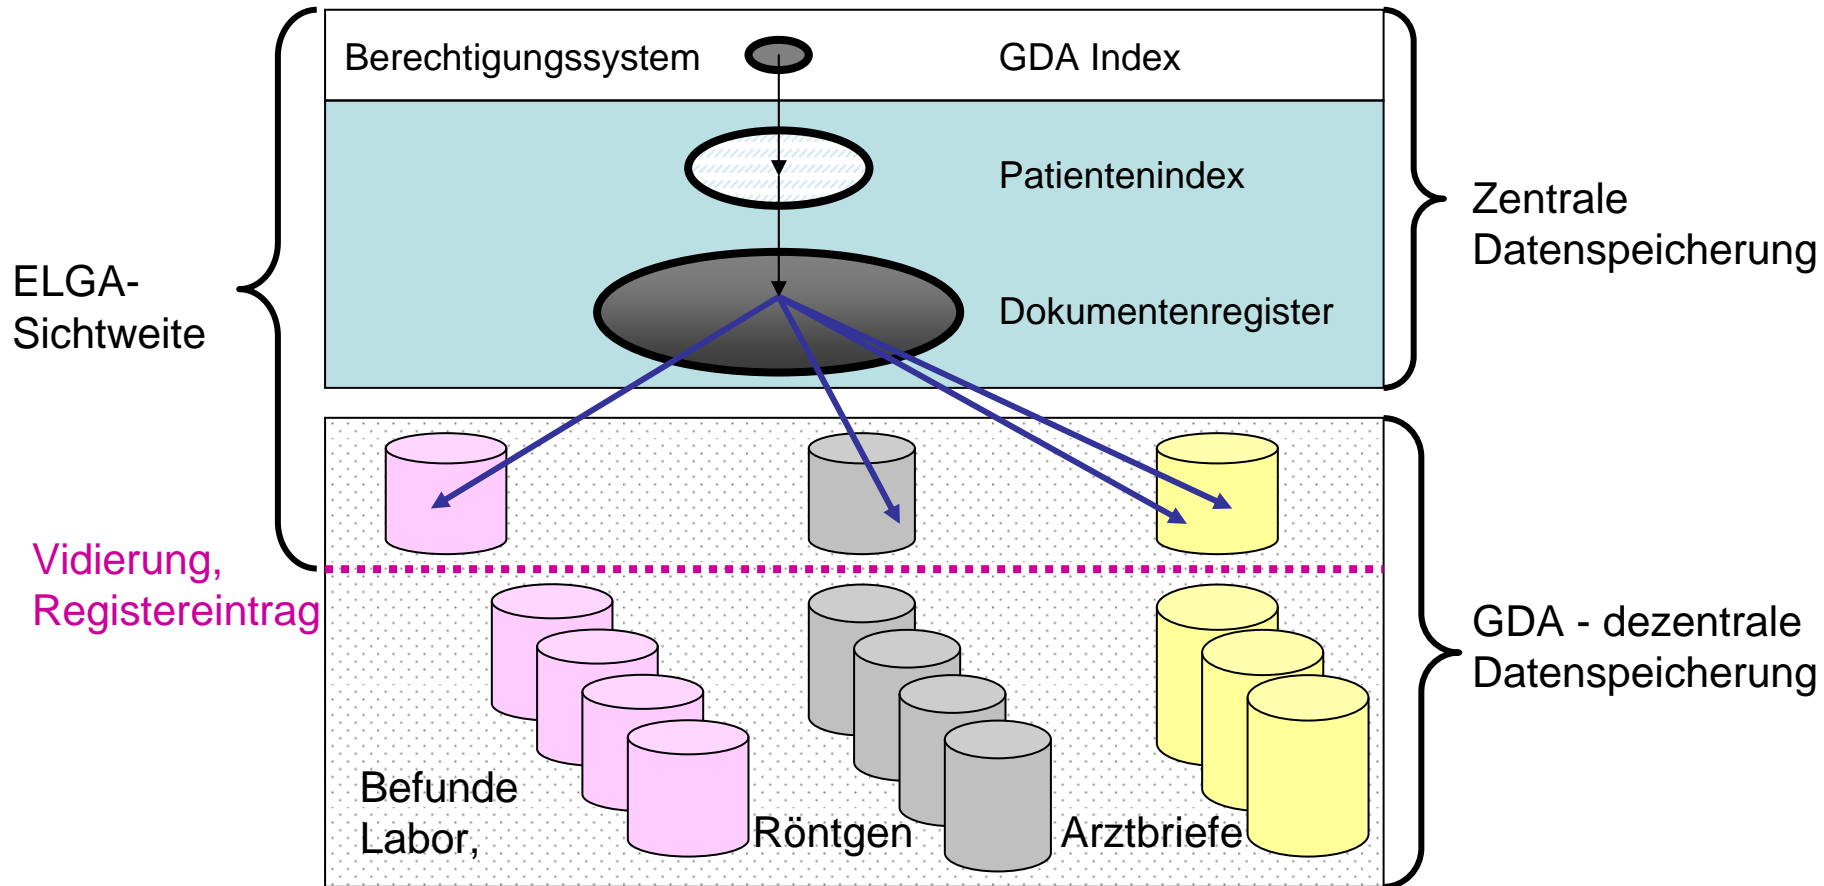 Berechtigungssystem
GDA Index
Patientenindex
Dokumentenregister
Zentrale
Datenspeicherung
ELGA-
Sichtweite
Vidierung,
Registereintrag
GDA - dezentrale
Datenspeicherung
Befunde
Labor,
Röntgen
Arztbriefe